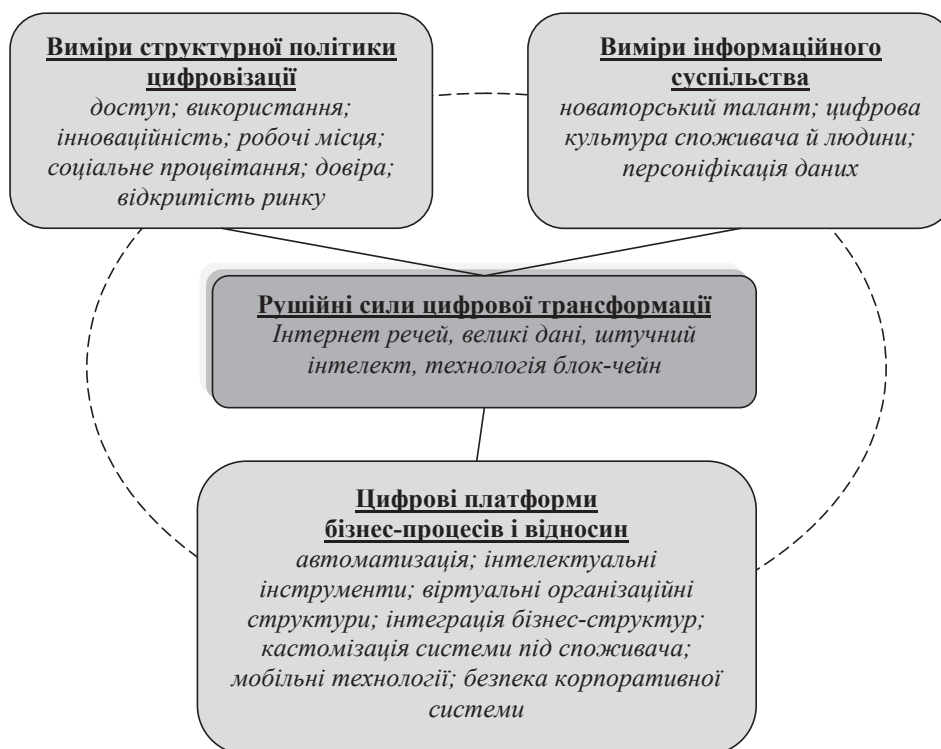 Виміри структурної політики
цифровізації
доступ; використання;
інноваційність; робочі місця;
соціальне процвітання; довіра;
відкритість ринку
Виміри інформаційного
суспільства
новаторський талант; цифрова
культура споживача й людини;
персоніфікація даних
Рушійні сили цифрової трансформації
Інтернет речей, великі дані, штучний
інтелект, технологія блок-чейн
Цифрові платформи
бізнес-процесів і відносин
автоматизація; інтелектуальні
інструменти; віртуальні організаційні
структури; інтеграція бізнес-структур;
кастомізація системи під споживача;
мобільні технології; безпека корпоративної
системи